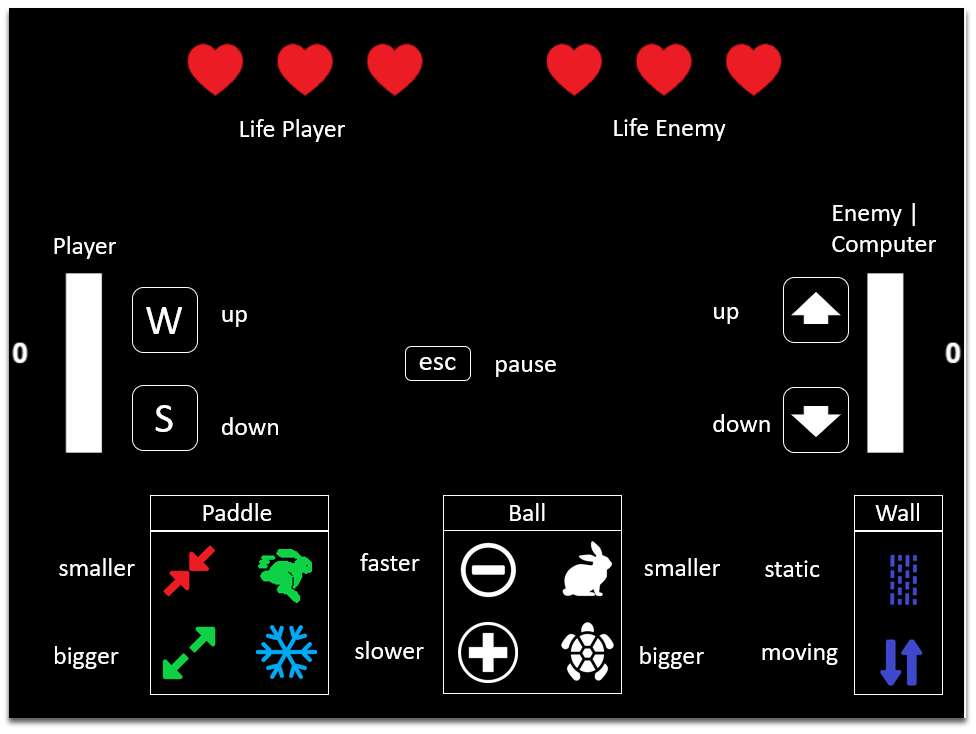 Life Player
Life Enemy
Enemy |
Computer
Player
W
up
up
0
0
esc
pause
S
down
down
Paddle
Ball
Wall
smaller
faster
smaller
static
bigger
slower
bigger
moving